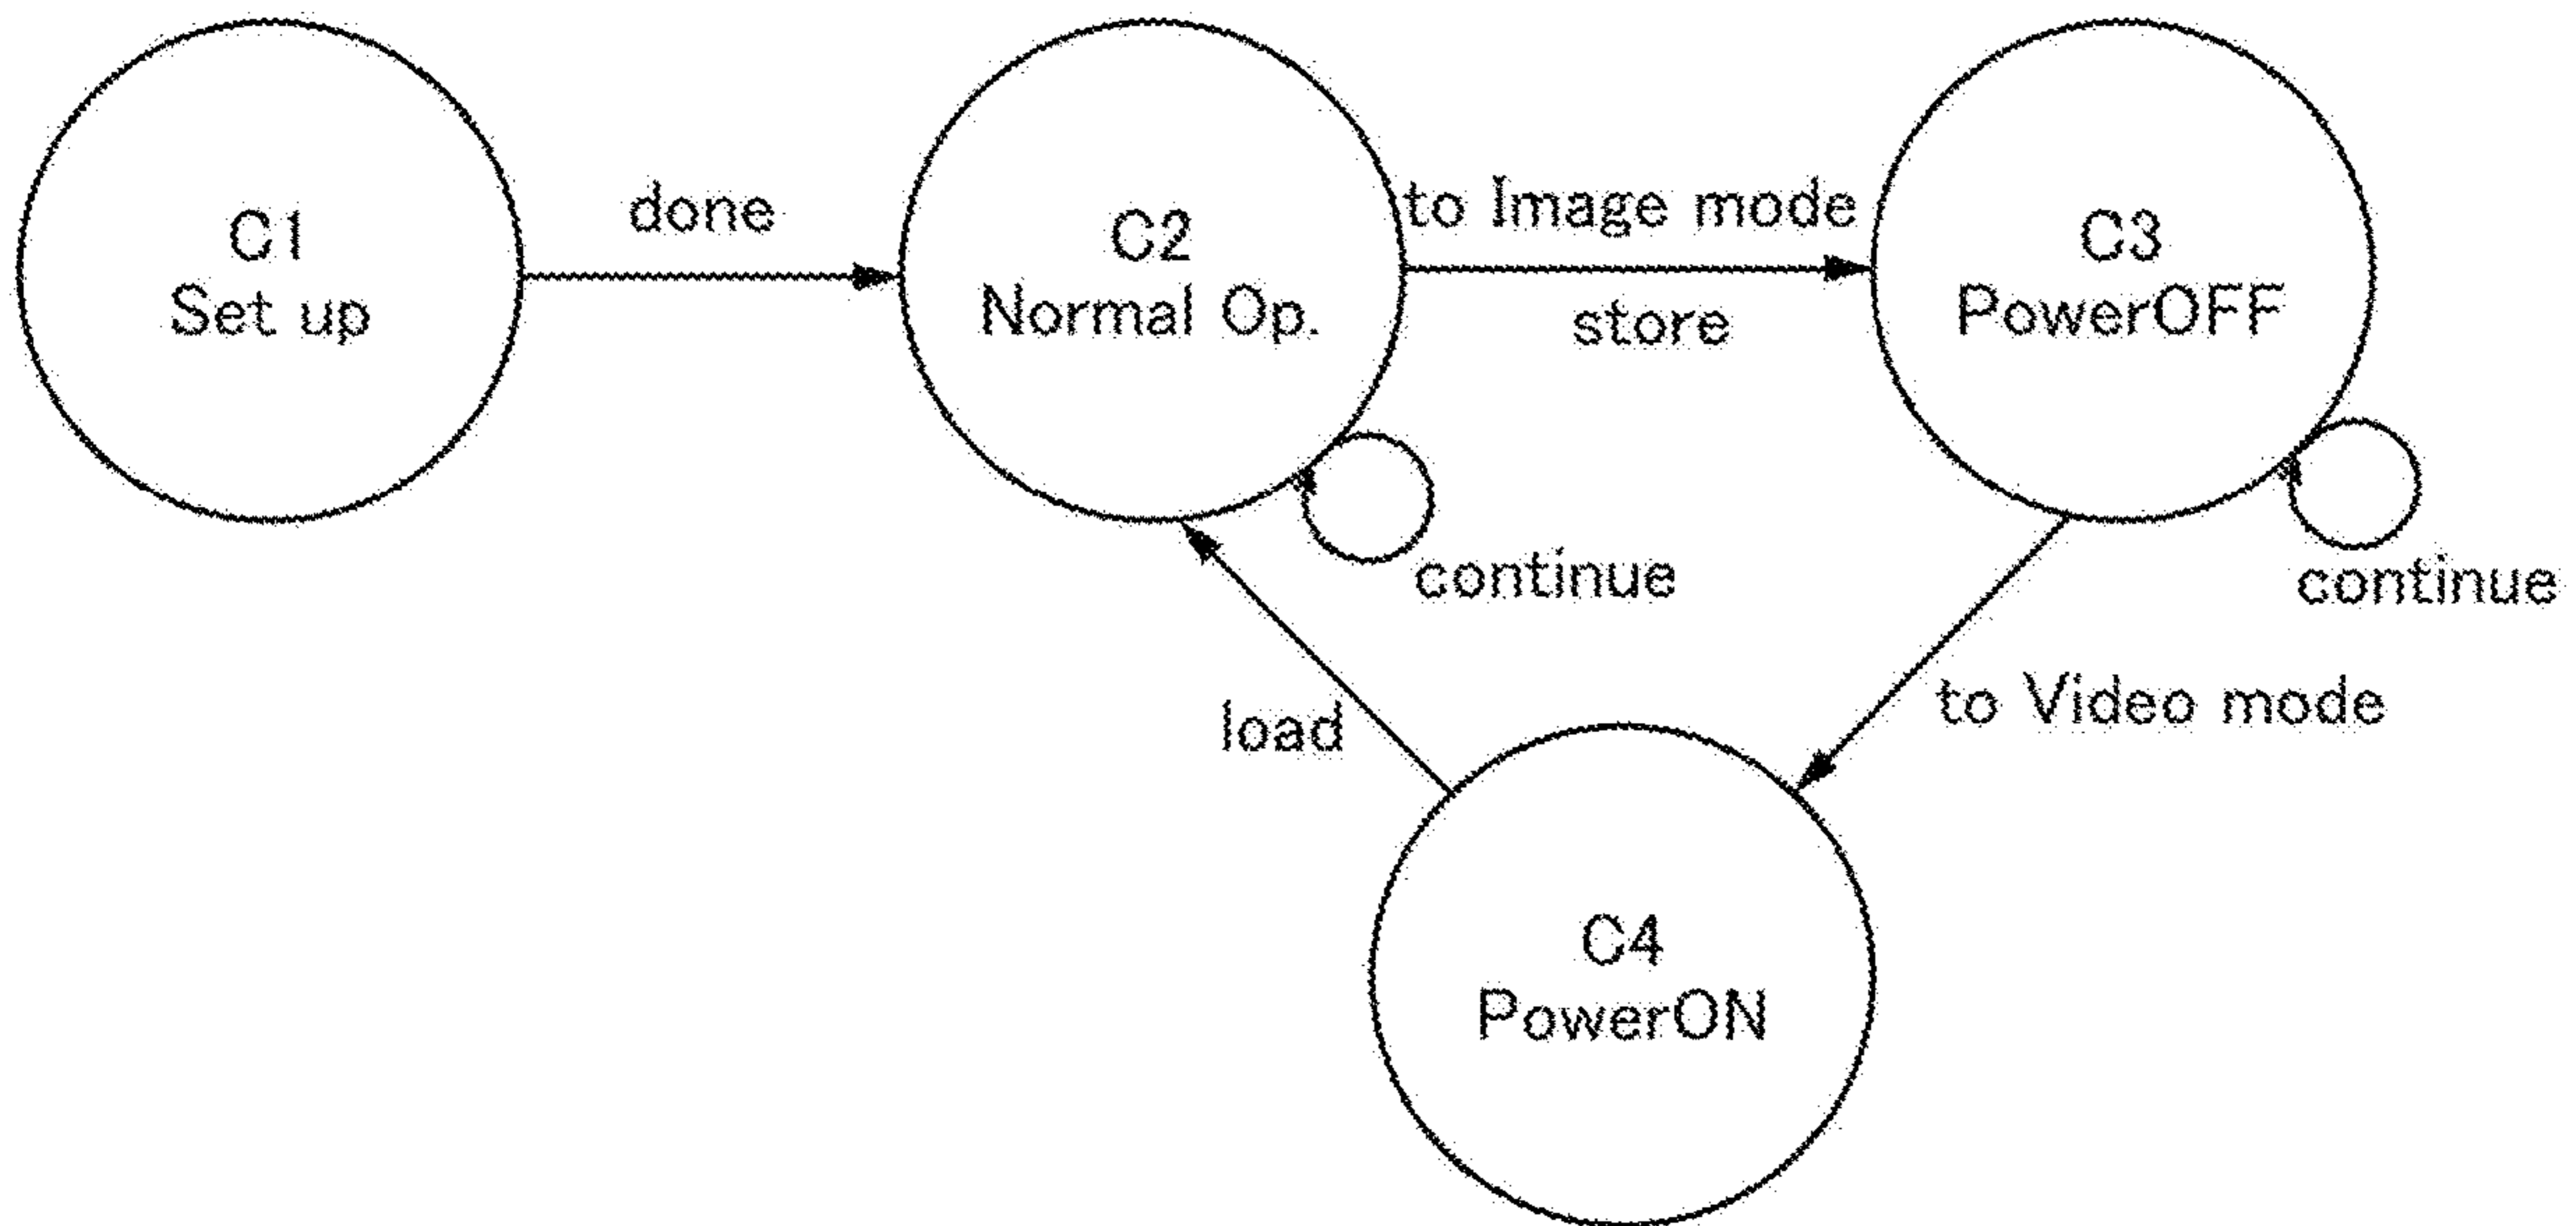 C1
Set up
done
C2
Normal Op.
to Image mode
store
C3
PowerOFF
continue
continue
to Video mode
load
C4
PowerON